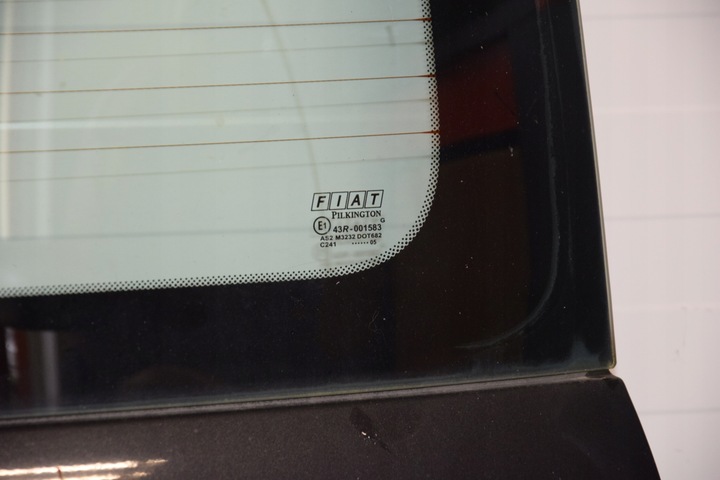 FIAT
PILKINGTON
G
E1 43R-001583
AS2 M3232 DOT682
C241 ······ 05